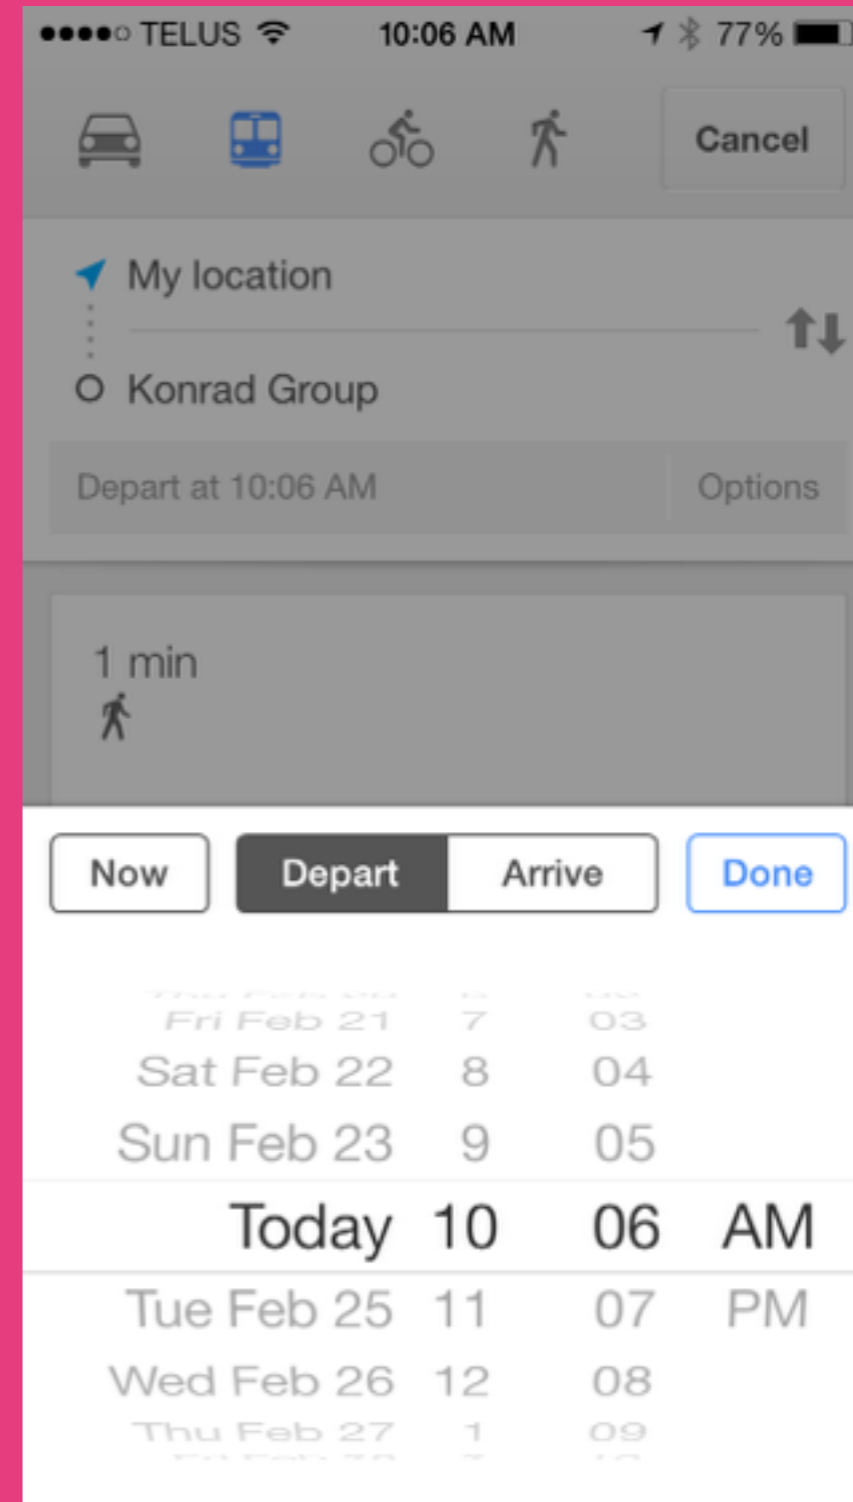 TELUS 10:06 AM 77%
Cancel
My location
Konrad Group
Depart at 10:06 AM Options
1 min
Now Depart Arrive Done
Fri Feb 21 7 03
Sat Feb 22 8 04
Sun Feb 23 9 05
Today 10 06 AM
Tue Feb 25 11 07 PM
Wed Feb 26 12 08
Thu Feb 27 1 09